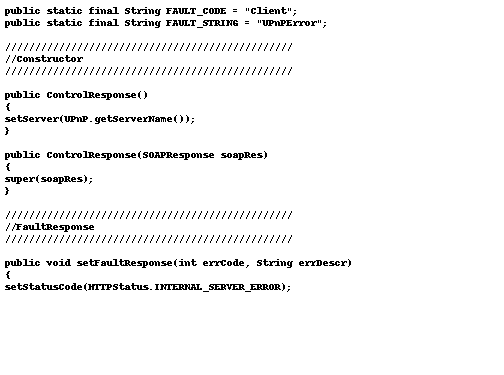 public static final String FAULT_CODE = "Client";
public static final String FAULT_STRING = "UPnPError";
////////////////////////////////////////////////
//Constructor
////////////////////////////////////////////////
public ControlResponse()
{
setServer(UPnP.getServerName());
}
public ControlResponse(SOAPResponse soapRes)
{
super(soapRes);
}
////////////////////////////////////////////////
//FaultResponse
////////////////////////////////////////////////
public void setFaultResponse(int errCode, String errDescr)
{
setStatusCode(HTTPStatus.INTERNAL_SERVER_ERROR);